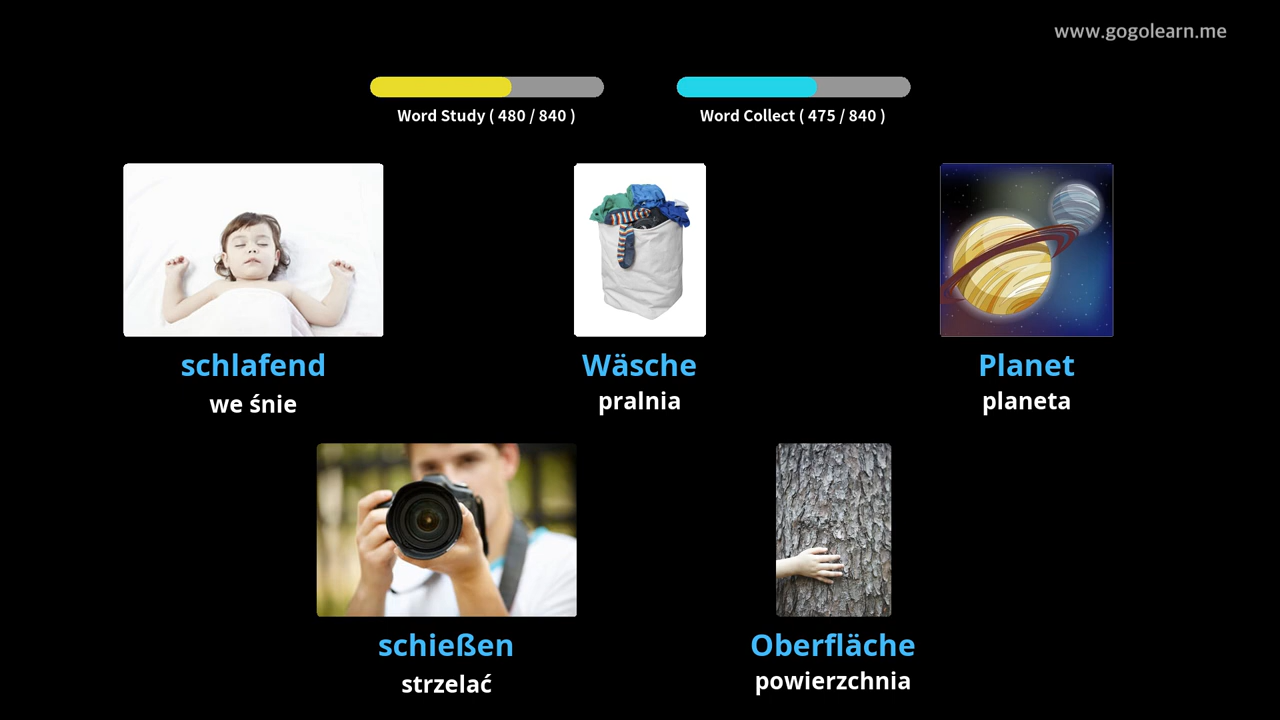 www.gogolearn.me
Word Study ( 480 / 840 )
Word Collect ( 475 / 840 )
schlafend
we śnie
Wäsche
pralnia
Planet
planeta
schießen
strzelać
Oberfläche
powierzchnia